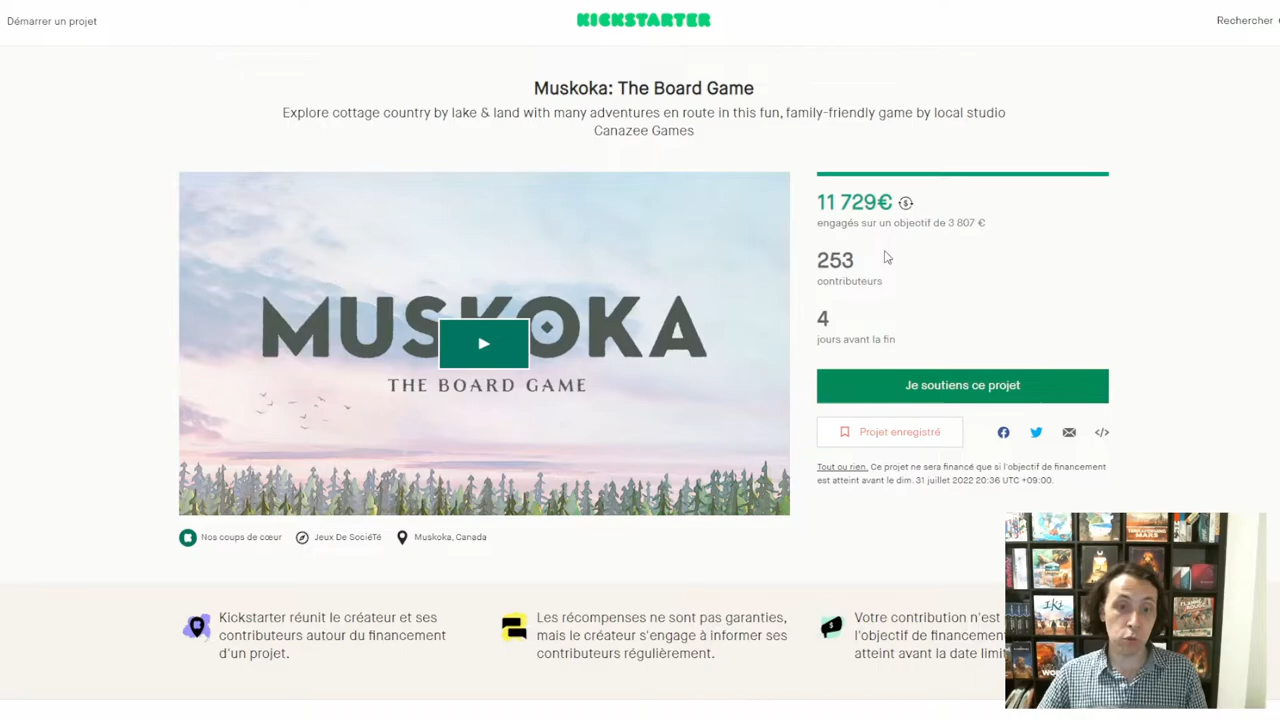 Démarrer un projet
KICKSTARTER
Rechercher
Muskoka: The Board Game
Explore cottage country by lake & land with many adventures en route in this fun, family-friendly game by local studio
Canazee Games
MUSKOKA
THE BOARD GAME
11 729€
engagés sur un objectif de 3 807 €
253
contributeurs
4
jours avant la fin
Je soutiens ce projet
Projet enregistré
Tout ou rien. Ce projet ne sera financé que si l'objectif de financement
est atteint avant le dim. 31 juillet 2022 20:36 UTC +09:00.
Nos coups de cœur
Jeux De SociéTé
Muskoka, Canada
Kickstarter réunit le créateur et ses
contributeurs autour du financement
d'un projet.
Les récompenses ne sont pas garanties,
mais le créateur s'engage à informer ses
contributeurs régulièrement.
Votre contribution n'est
l'objectif de financemen
atteint avant la date limi
MARS
IKI
FLAMME
ROUGE